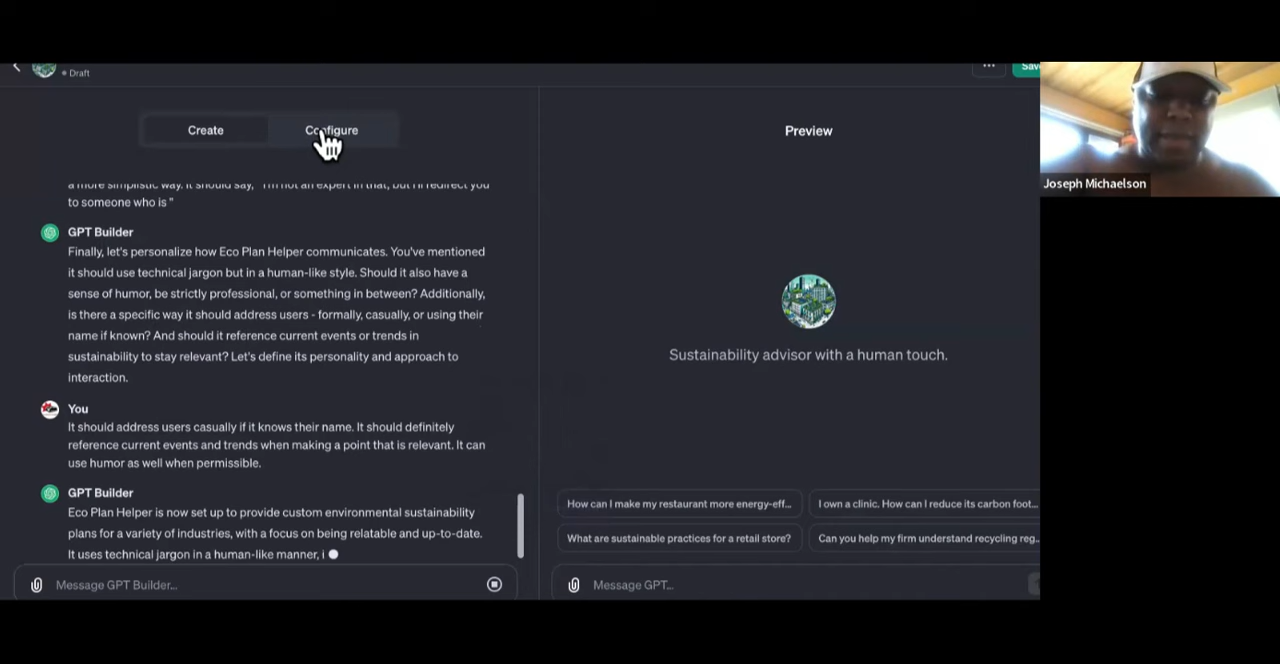 Draft
Save
Create
Configure
Preview
a more simplistic way. It should say, "I'm not an expert in that, but I'll redirect you
to someone who is "
GPT Builder
Finally, let's personalize how Eco Plan Helper communicates. You've mentioned
it should use technical jargon but in a human-like style. Should it also have a
sense of humor, be strictly professional, or something in between? Additionally,
is there a specific way it should address users - formally, casually, or using their
name if known? And should it reference current events or trends in
sustainability to stay relevant? Let's define its personality and approach to
interaction.
You
It should address users casually if it knows their name. It should definitely
reference current events and trends when making a point that is relevant. It can
use humor as well when permissible.
GPT Builder
Eco Plan Helper is now set up to provide custom environmental sustainability
plans for a variety of industries, with a focus on being relatable and up-to-date.
It uses technical jargon in a human-like manner, i
Message GPT Builder...
Sustainability advisor with a human touch.
How can I make my restaurant more energy-eff...
I own a clinic. How can I reduce its carbon foot...
What are sustainable practices for a retail store?
Can you help my firm understand recycling reg...
Message GPT...
Joseph Michaelson